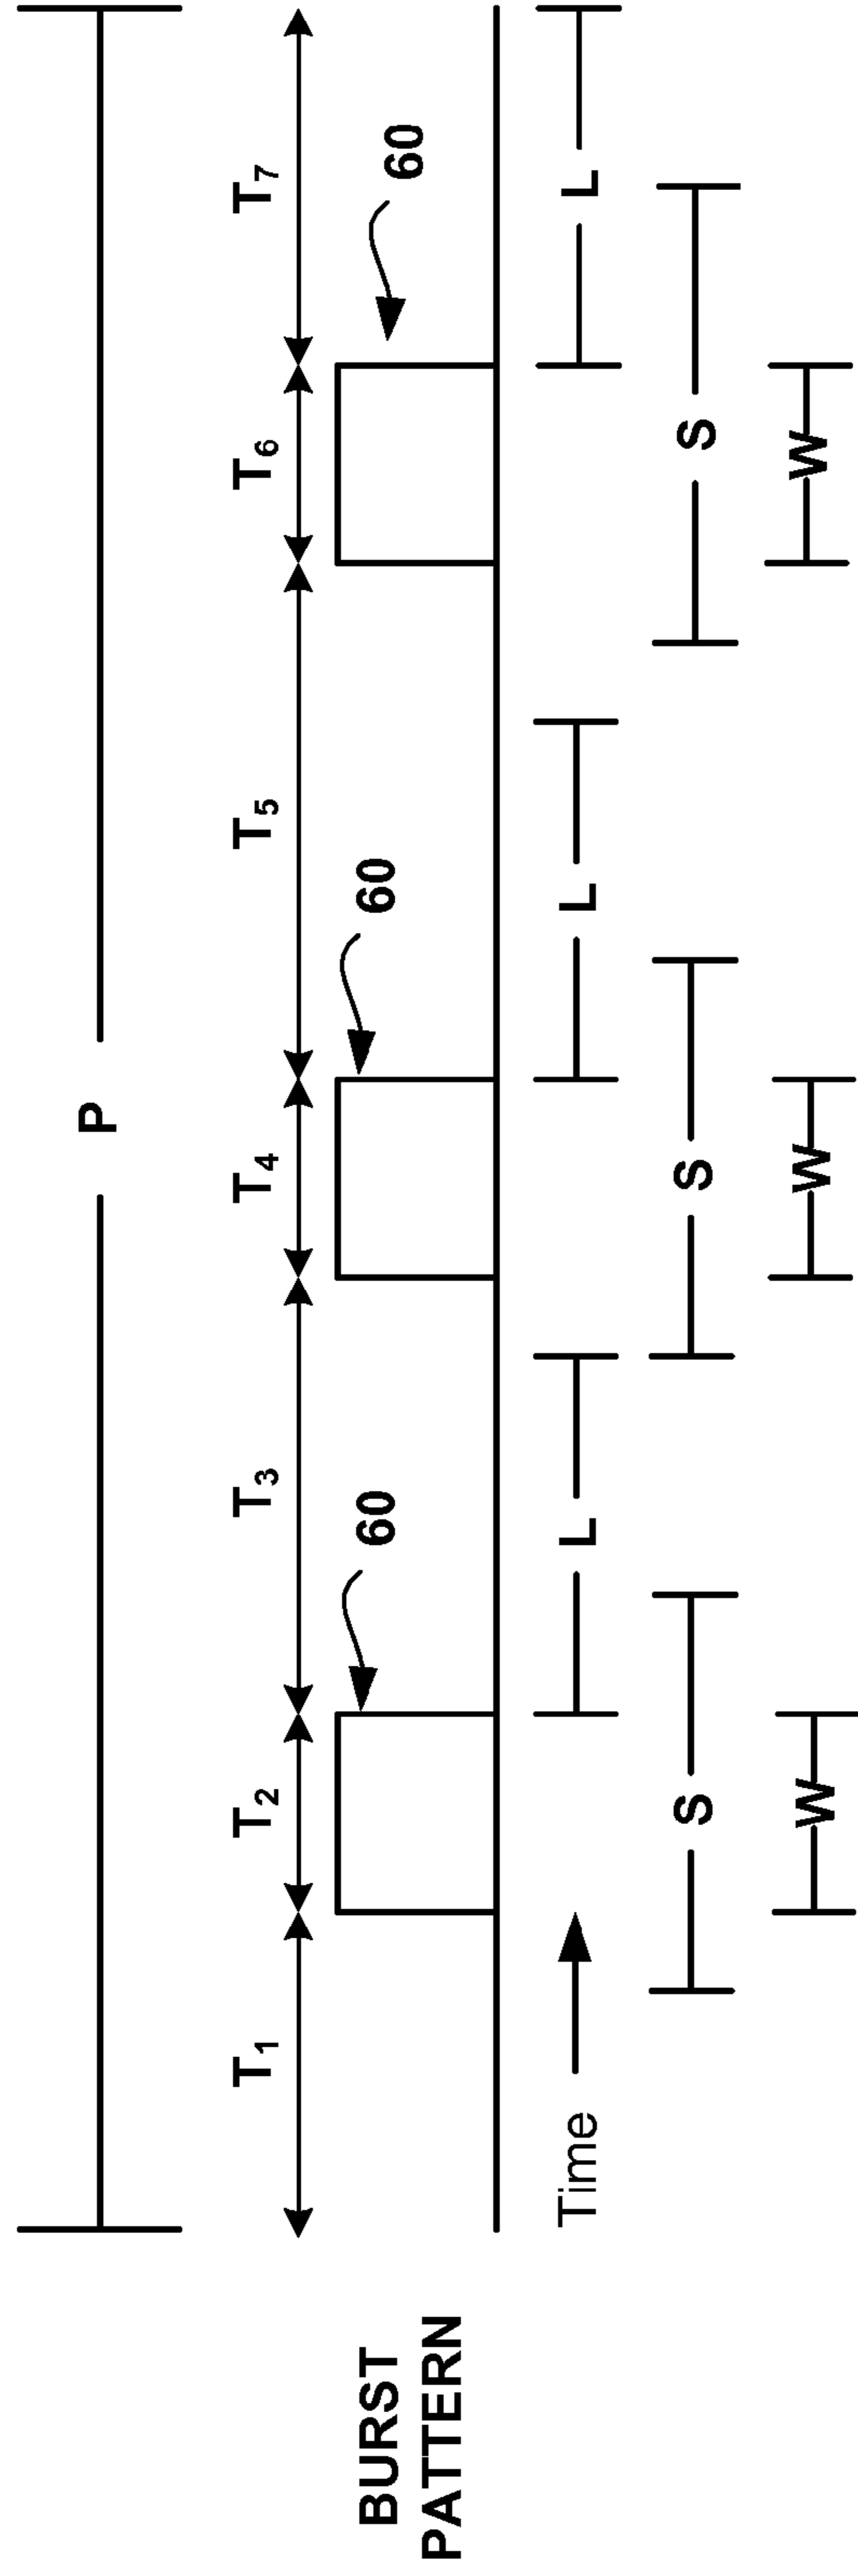 P
T1 T2 T3 T4 T5 T6 T7
60 60 60
BURST
PATTERN
Time
L L L
S S S
W W W